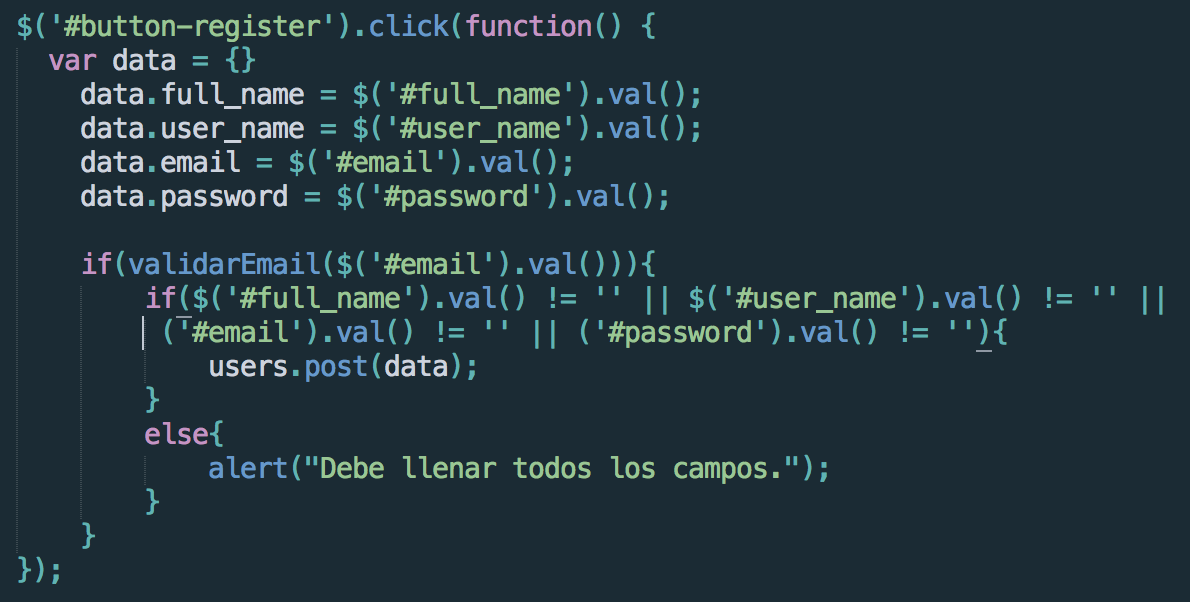 $('#button-register').click(function() {
  var data = {}
    data.full_name = $('#full_name').val();
    data.user_name = $('#user_name').val();
    data.email = $('#email').val();
    data.password = $('#password').val();

    if(validarEmail($('#email').val())){
        if($('#full_name').val() != '' || $('#user_name').val() != '' ||
         ('#email').val() != '' || ('#password').val() != ''){
            users.post(data);
        }
        else{
            alert("Debe llenar todos los campos.");
        }
    }
});